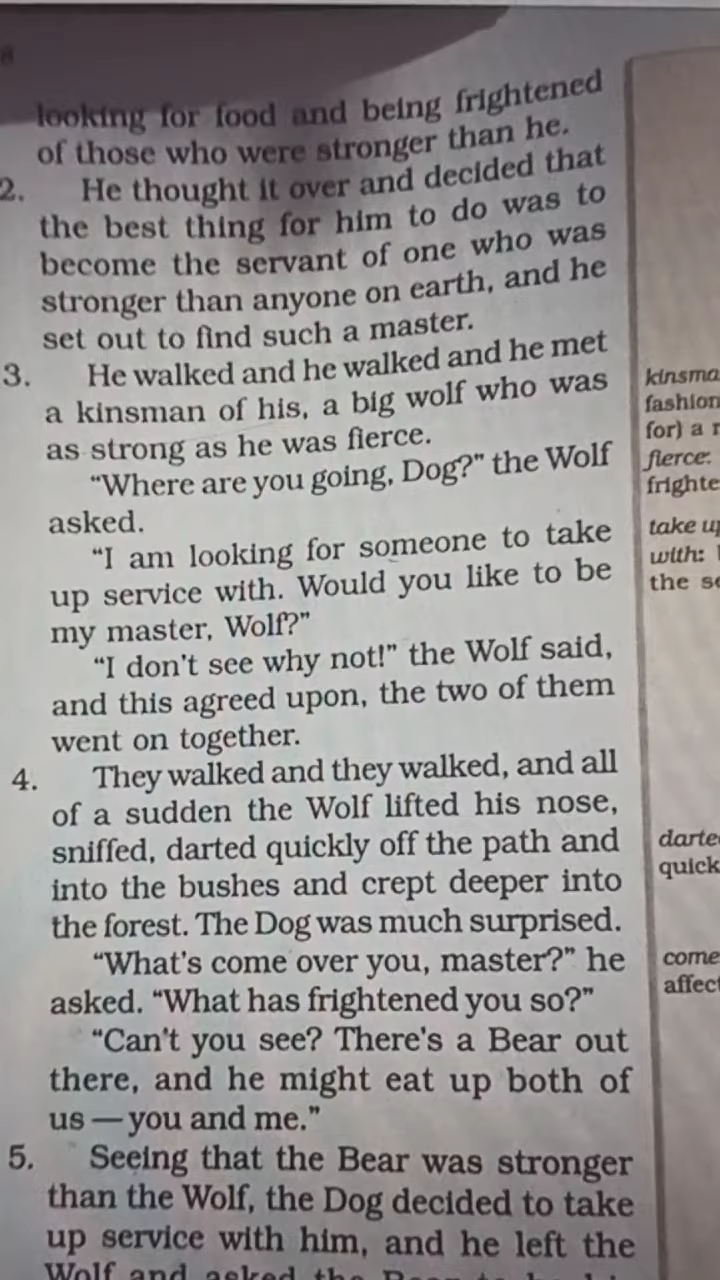 looking for food and being frightened
of those who were stronger than he.
2. He thought it over and decided that
the best thing for him to do was to
become the servant of one who was
stronger than anyone on earth, and he
set out to find such a master.
3. He walked and he walked and he met
a kinsman of his, a big wolf who was
as strong as he was fierce.
"Where are you going, Dog?" the Wolf
asked.
"I am looking for someone to take
up service with. Would you like to be
my master, Wolf?"
"I don't see why not!" the Wolf said,
and this agreed upon, the two of them
went on together.
4. They walked and they walked, and all
of a sudden the Wolf lifted his nose,
sniffed, darted quickly off the path and
into the bushes and crept deeper into
the forest. The Dog was much surprised.
"What's come over you, master?" he
asked. "What has frightened you so?"
"Can't you see? There's a Bear out
there, and he might eat up both of
us — you and me."
5. Seeing that the Bear was stronger
than the Wolf, the Dog decided to take
up service with him, and he left the
Wolf and asked the
kinsma
fashion
for) a
fierce:
frighte
take up
with:
the se
darte
quick
come
affect